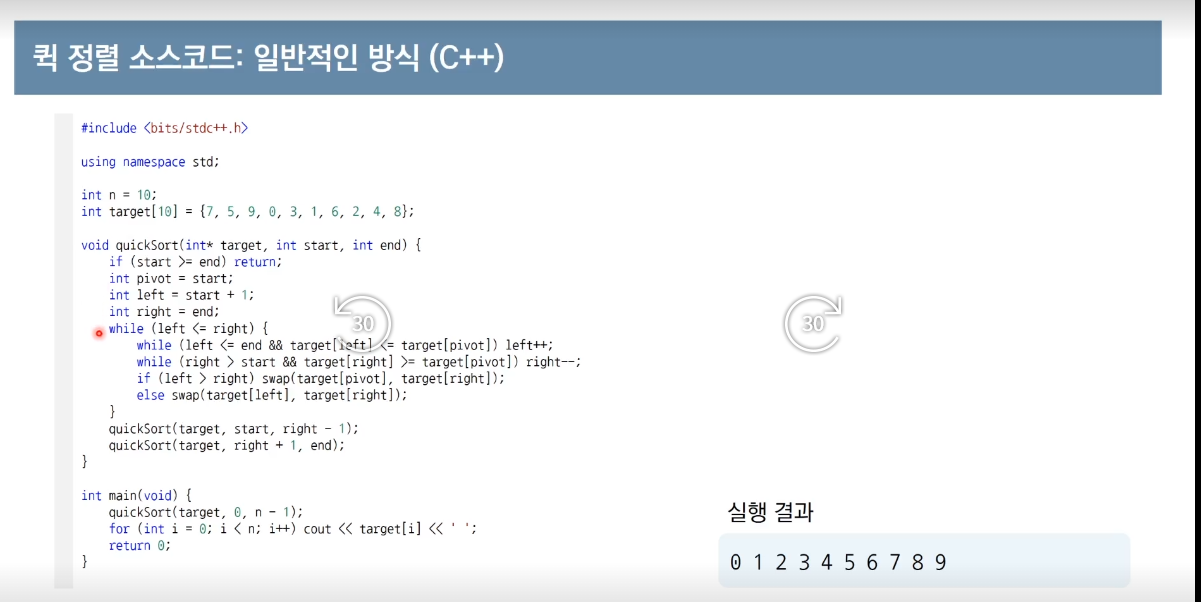 퀵 정렬 소스코드: 일반적인 방식 (C++)
#include <bits/stdc++.h>
using namespace std;
int n = 10;
int target[10] = {7, 5, 9, 0, 3, 1, 6, 2, 4, 8};
void quickSort(int* target, int start, int end) {
    if (start >= end) return;
    int pivot = start;
    int left = start + 1;
    int right = end;
    while (left <= right) {
        while (left <= end && target[left] <= target[pivot]) left++;
        while (right > start && target[right] >= target[pivot]) right--;
        if (left > right) swap(target[pivot], target[right]);
        else swap(target[left], target[right]);
    }
    quickSort(target, start, right - 1);
    quickSort(target, right + 1, end);
}
int main(void) {
    quickSort(target, 0, n - 1);
    for (int i = 0; i < n; i++) cout << target[i] << ' ';
    return 0;
}
30
30
실행 결과
0 1 2 3 4 5 6 7 8 9